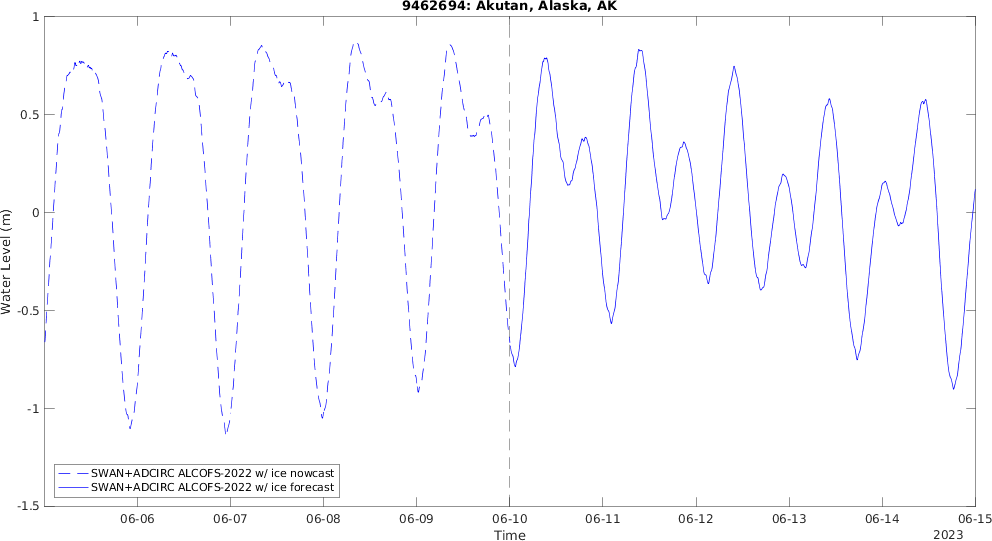 9462694: Akutan, Alaska, AK
Water Level (m)
1
0.5
0
-0.5
-1
-1.5
SWAN+ADCIRC ALCOFS-2022 w/ ice nowcast
SWAN+ADCIRC ALCOFS-2022 w/ ice forecast
06-06 06-07 06-08 06-09 06-10 06-11 06-12 06-13 06-14 06-15
Time
2023